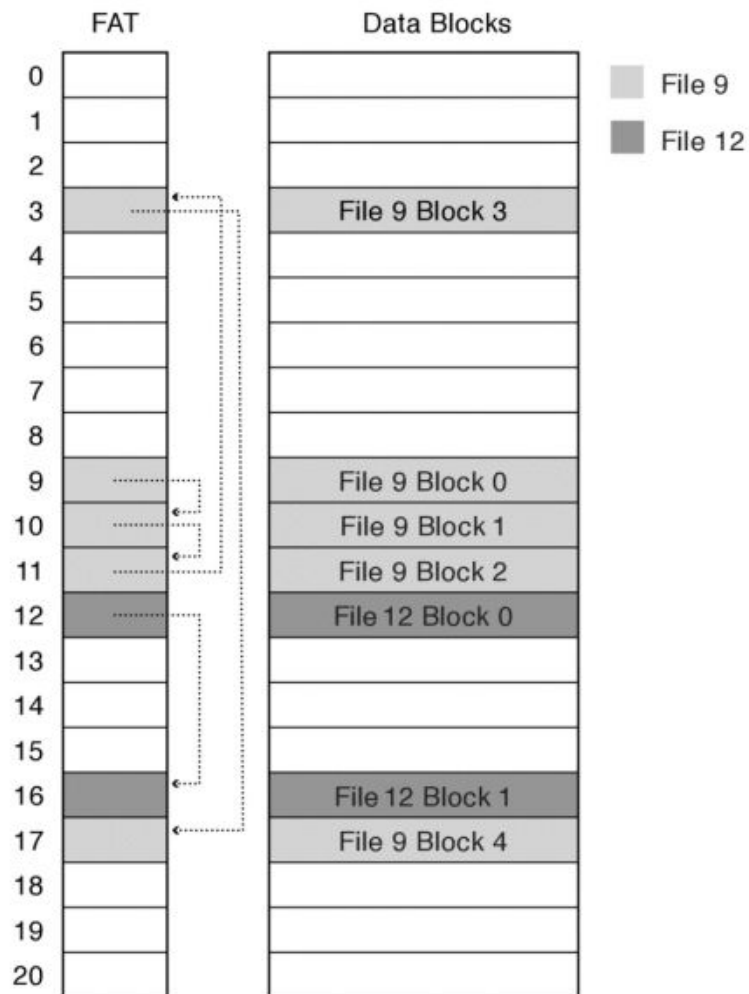 FAT Data Blocks
File 9
File 12
0
1
2
3 File 9 Block 3
4
5
6
7
8
9 File 9 Block 0
10 File 9 Block 1
11 File 9 Block 2
12 File 12 Block 0
13
14
15
16 File 12 Block 1
17 File 9 Block 4
18
19
20